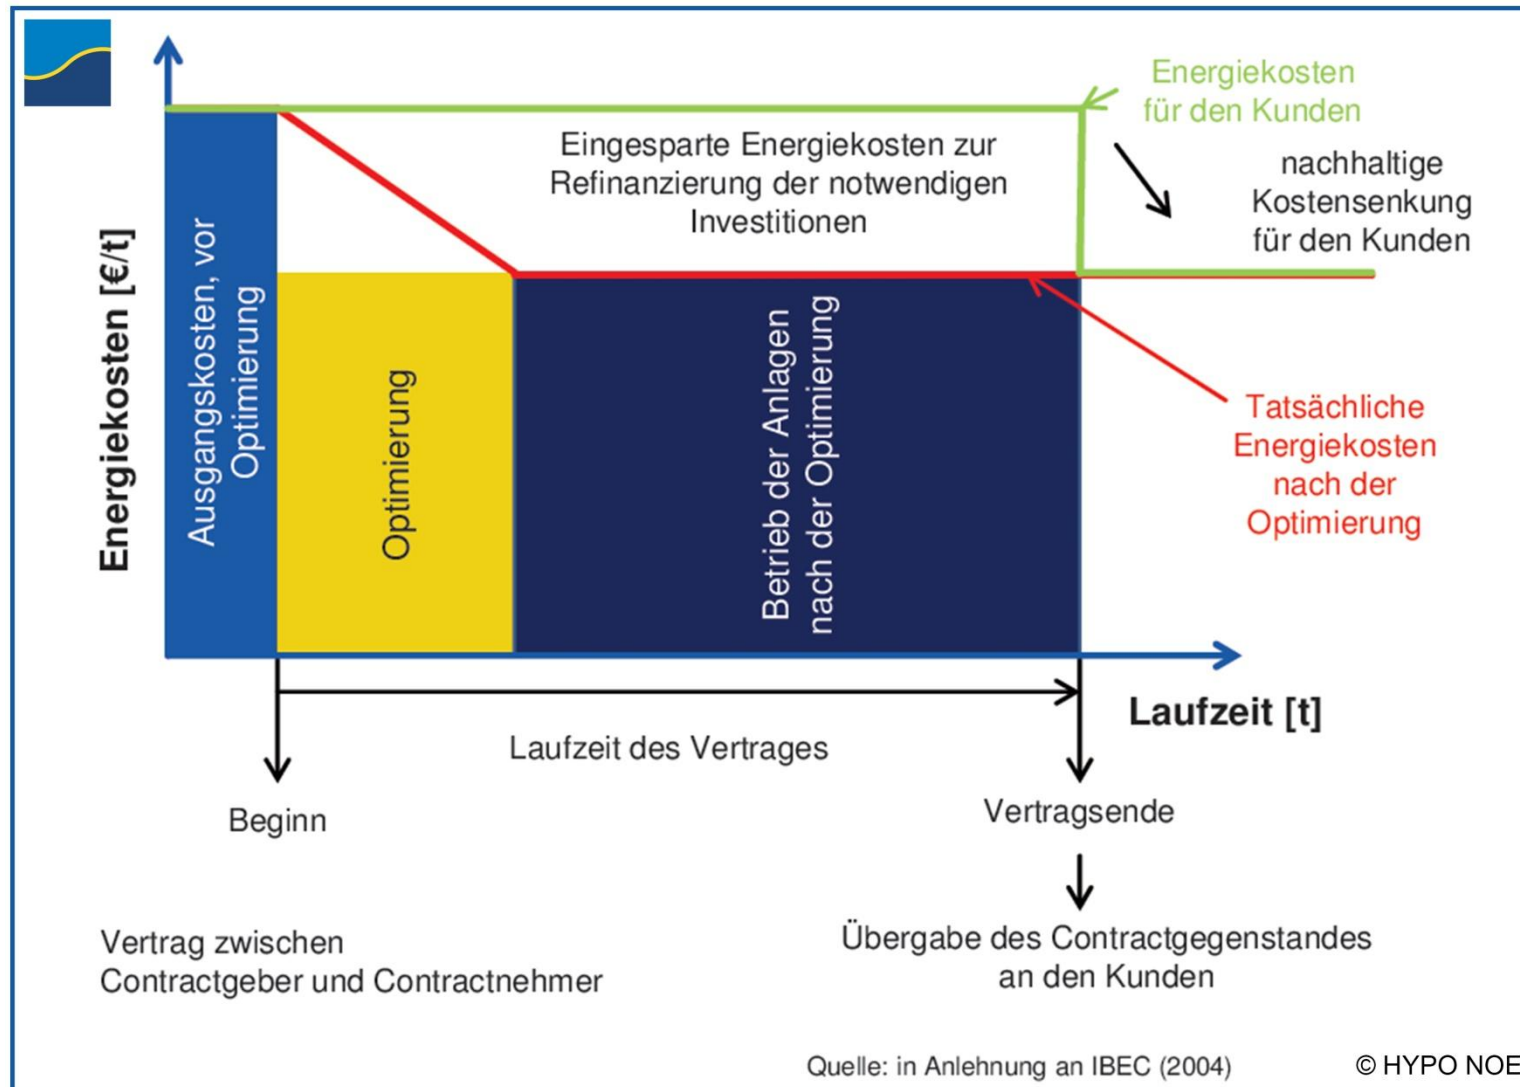 Energiekosten
für den Kunden
Eingesparte Energiekosten zur
Refinanzierung der notwendigen
Investitionen
nachhaltige
Kostensenkung
für den Kunden
Energiekosten [€/t]
Ausgangskosten, vor
Optimierung
Optimierung
Betrieb der Anlagen
nach der Optimierung
Tatsächliche
Energiekosten
nach der
Optimierung
Laufzeit [t]
Laufzeit des Vertrages
Beginn
Vertragsende
Vertrag zwischen
Contractgeber und Contractnehmer
Übergabe des Contractgegenstandes
an den Kunden
Quelle: in Anlehnung an IBEC (2004)
© HYPO NOE